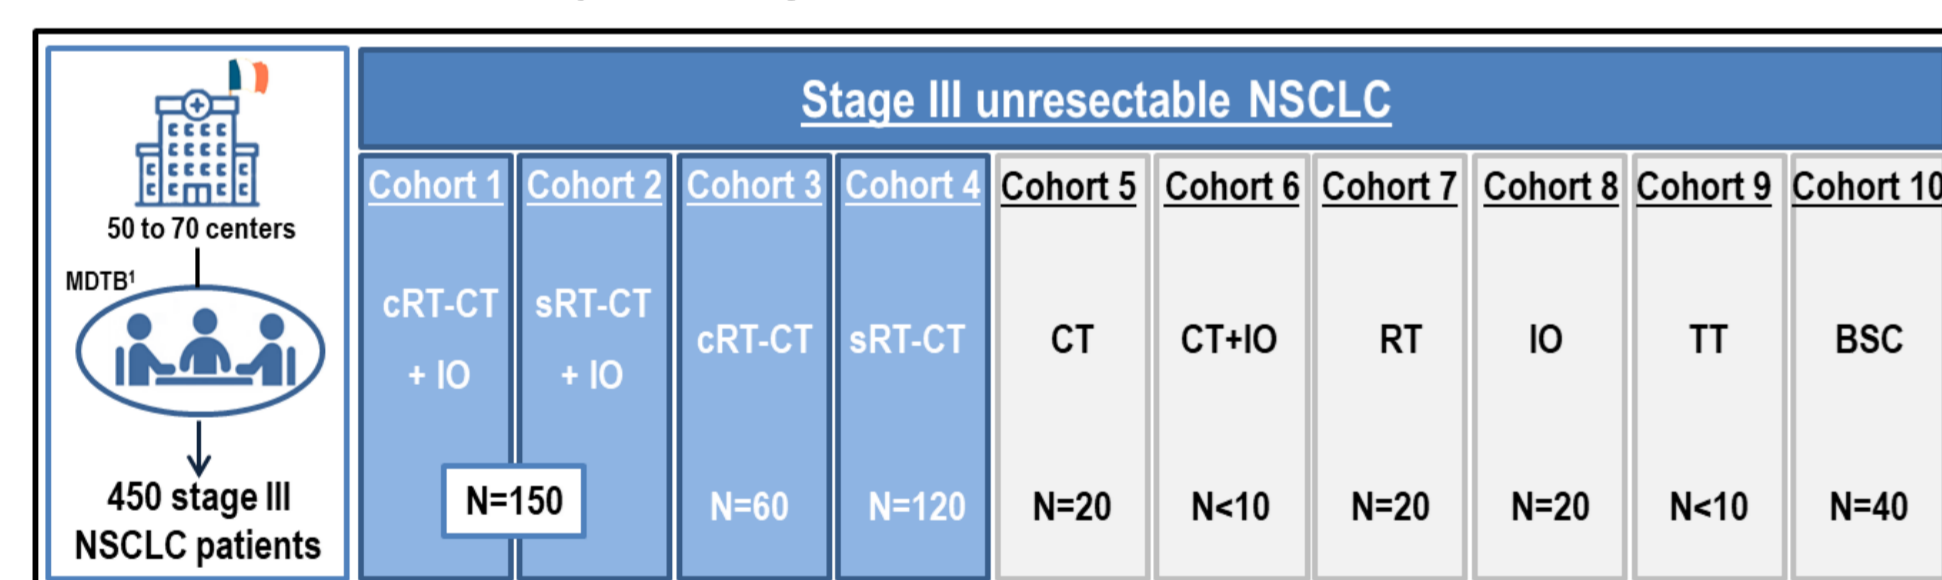 50 to 70 centers
MDTB¹
450 stage III
NSCLC patients
Stage III unresectable NSCLC
Cohort 1
cRT-CT
+ IO
Cohort 2
sRT-CT
+ IO
N=150
Cohort 3
cRT-CT
N=60
Cohort 4
sRT-CT
N=120
Cohort 5
CT
N=20
Cohort 6
CT+IO
N<10
Cohort 7
RT
N=20
Cohort 8
IO
N=20
Cohort 9
TT
N<10
Cohort 10
BSC
N=40